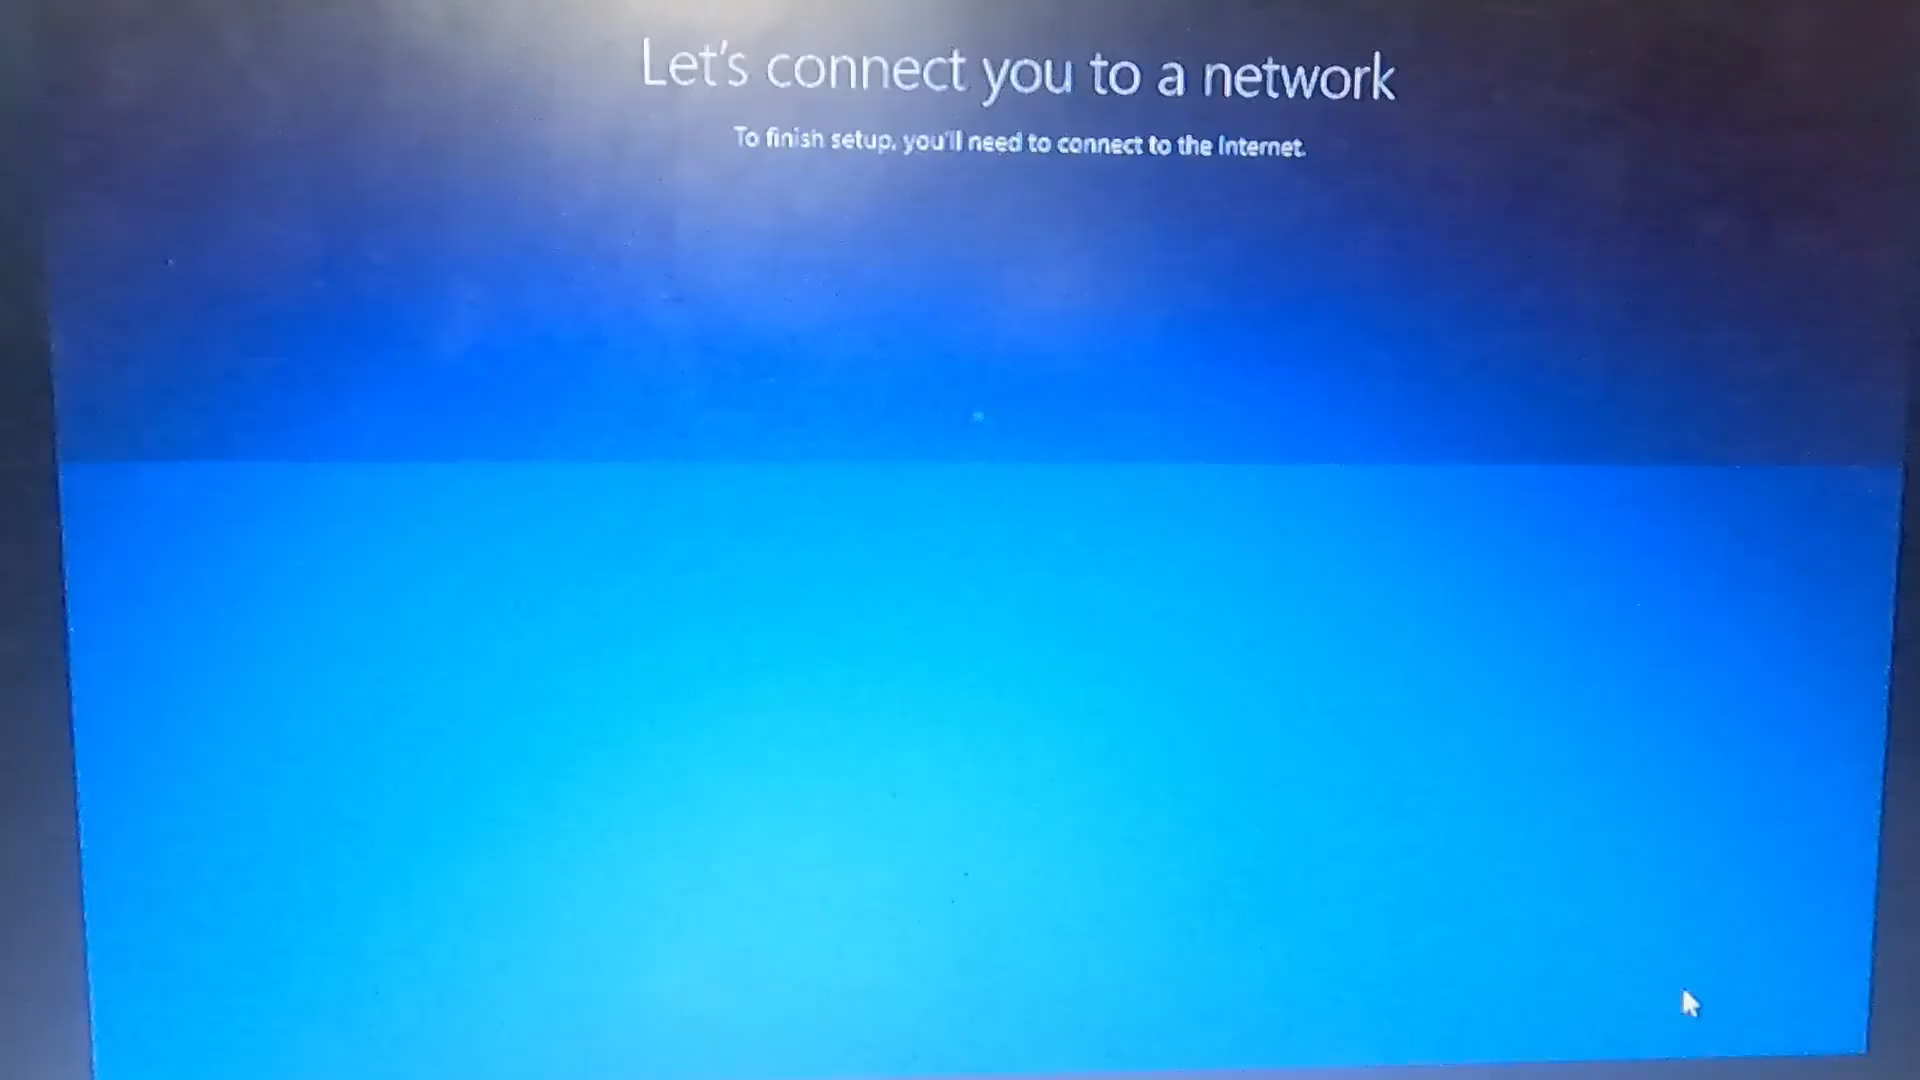 Let's connect you to a network
To finish setup, you'll need to connect to the Internet.